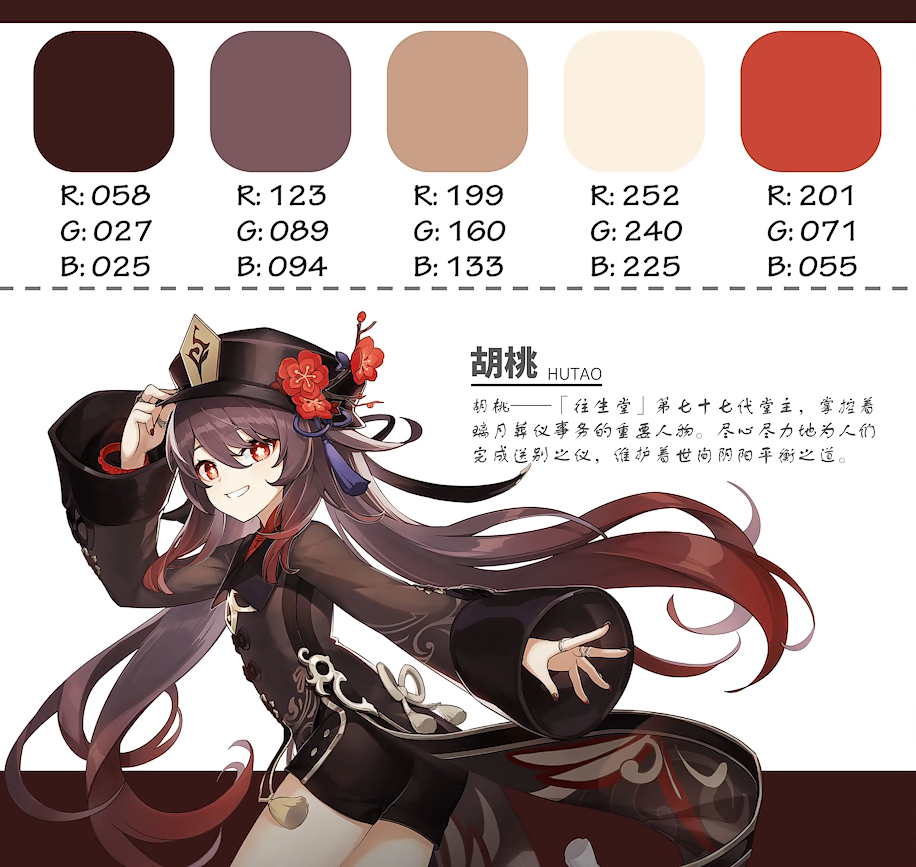 R: 058
G: 027
B: 025
R: 123
G: 089
B: 094
R: 199
G: 160
B: 133
R: 252
G: 240
B: 225
R: 201
G: 071
B: 055
胡桃 HUTAO
胡桃——「往生堂」第七十七代堂主，掌控着
璃月葬仪事务的重要人物。尽心尽力地为人们
完成送别之仪，维护着世间阴阳平衡之道。